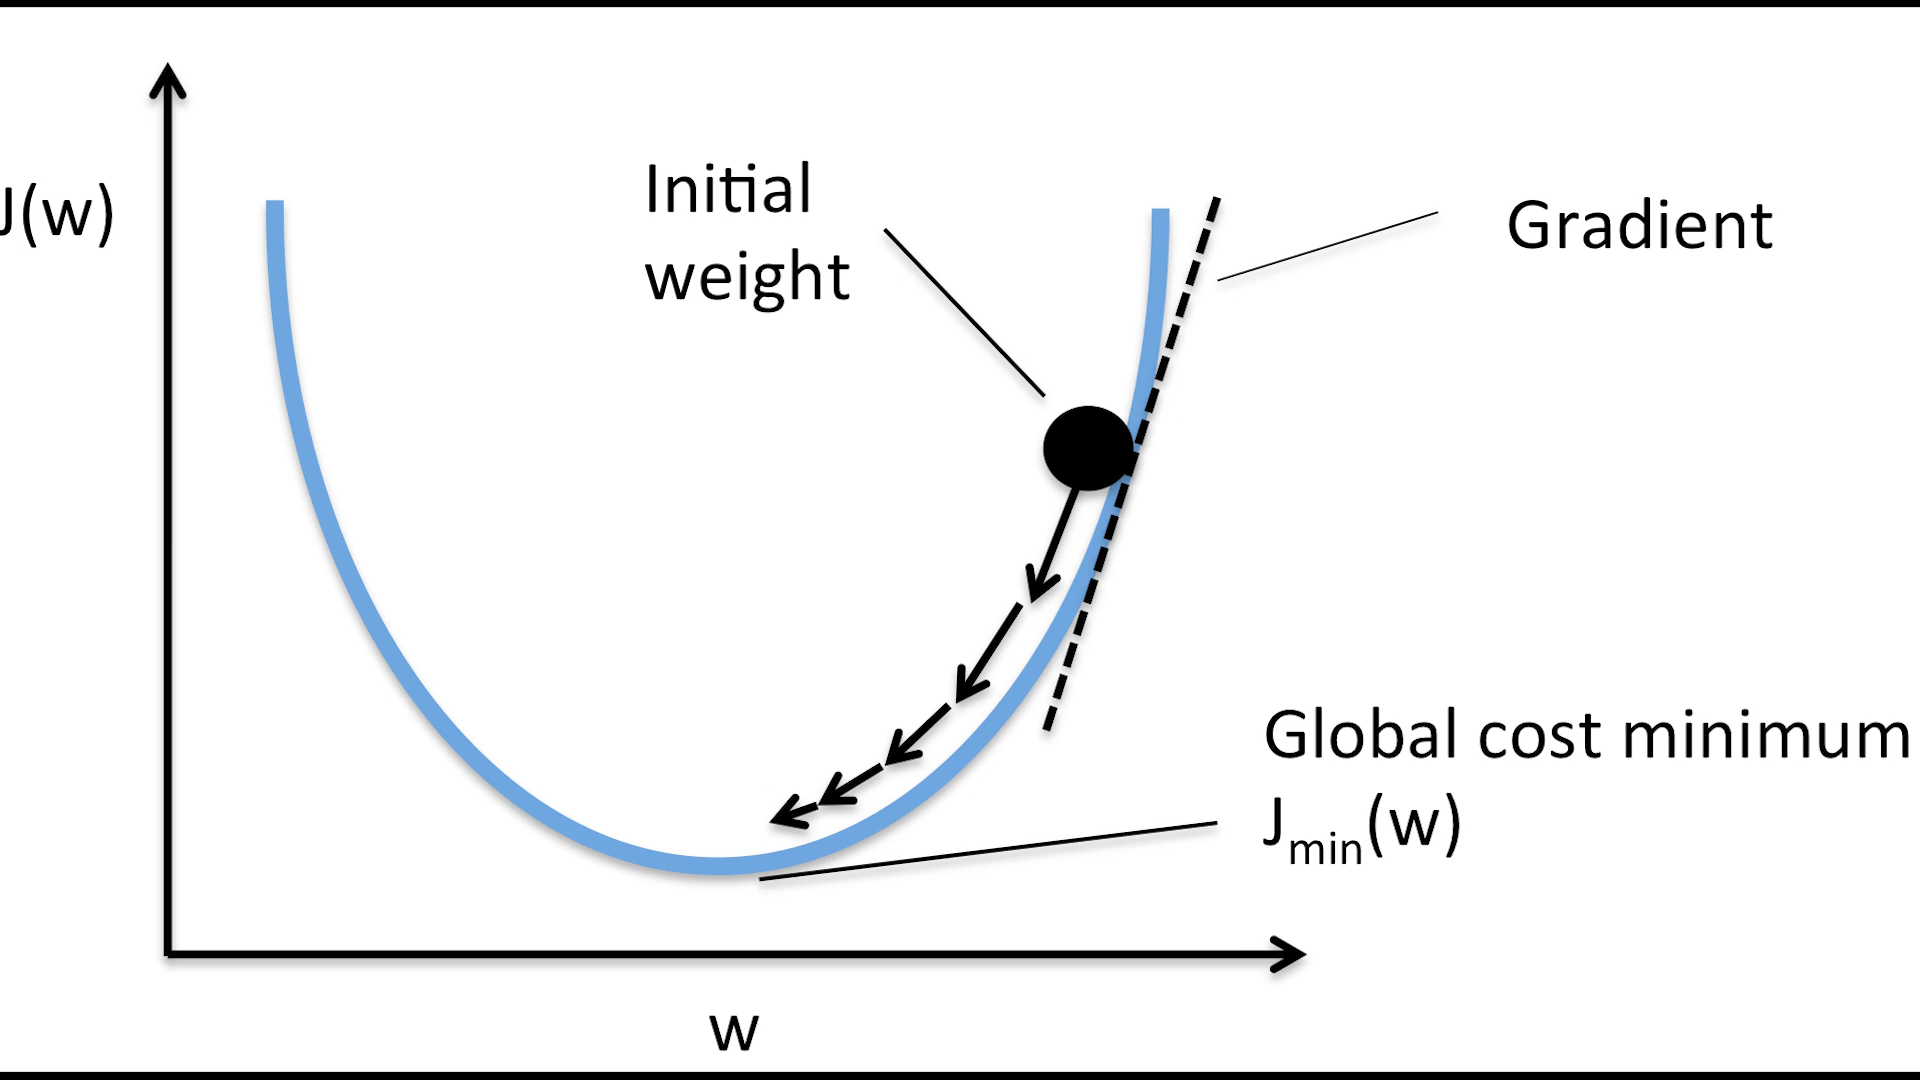 J(w)
Initial
weight
Gradient
Global cost minimum
Jmin(w)
w